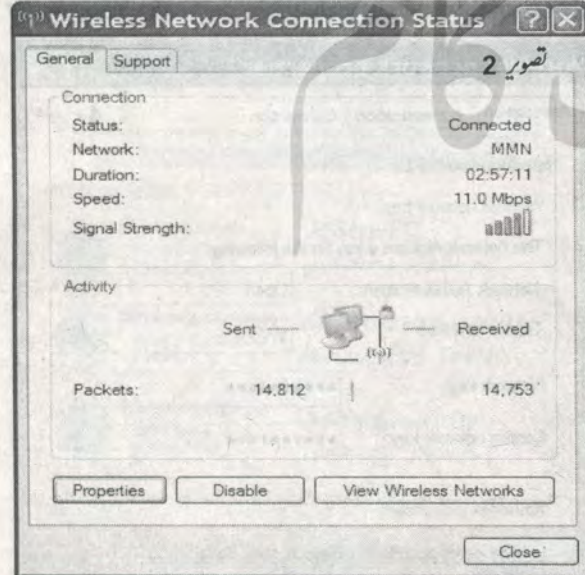 Wireless Network Connection Status
General Support
تصویر 2
Connection
Status: Connected
Network: MMN
Duration: 02:57:11
Speed: 11.0 Mbps
Signal Strength:
Activity
Sent Received
Packets: 14,812 14,753
Properties Disable View Wireless Networks
Close